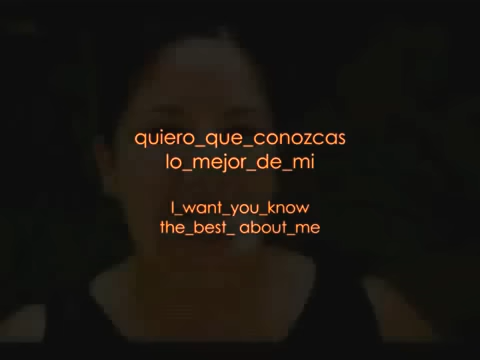 quiero_que_conozcas
lo_mejor_de_mi
I_want_you_know
the_best_ about_me